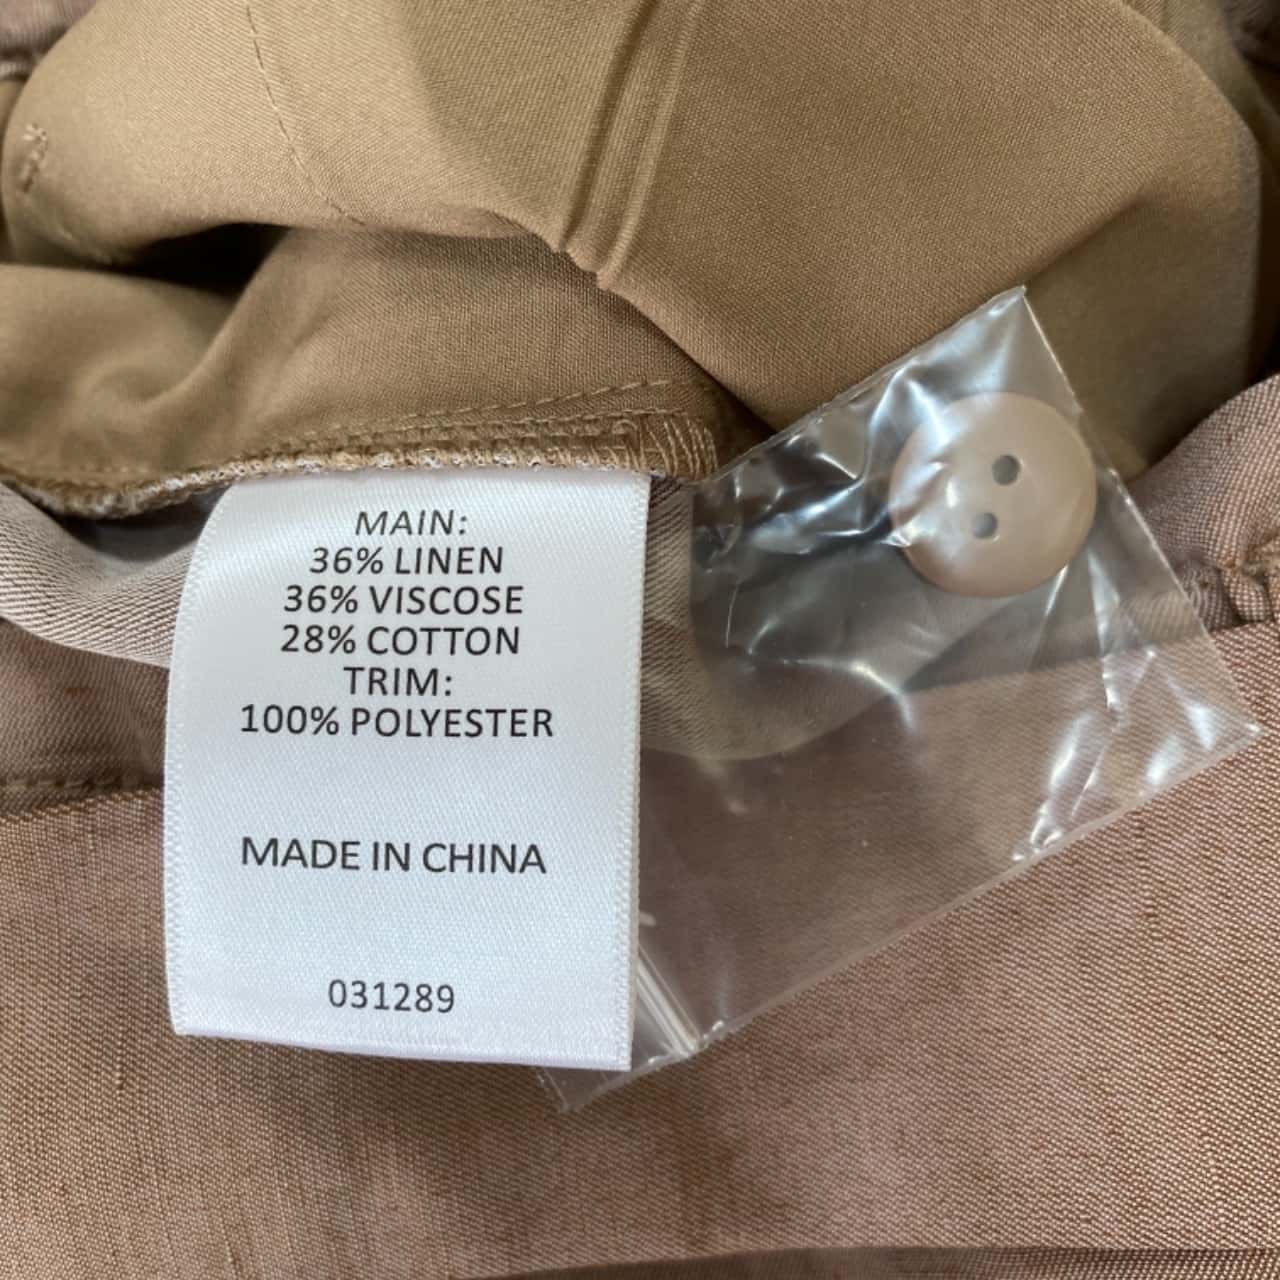 MAIN:
36% LINEN
36% VISCOSE
28% COTTON
TRIM:
100% POLYESTER
MADE IN CHINA
031289